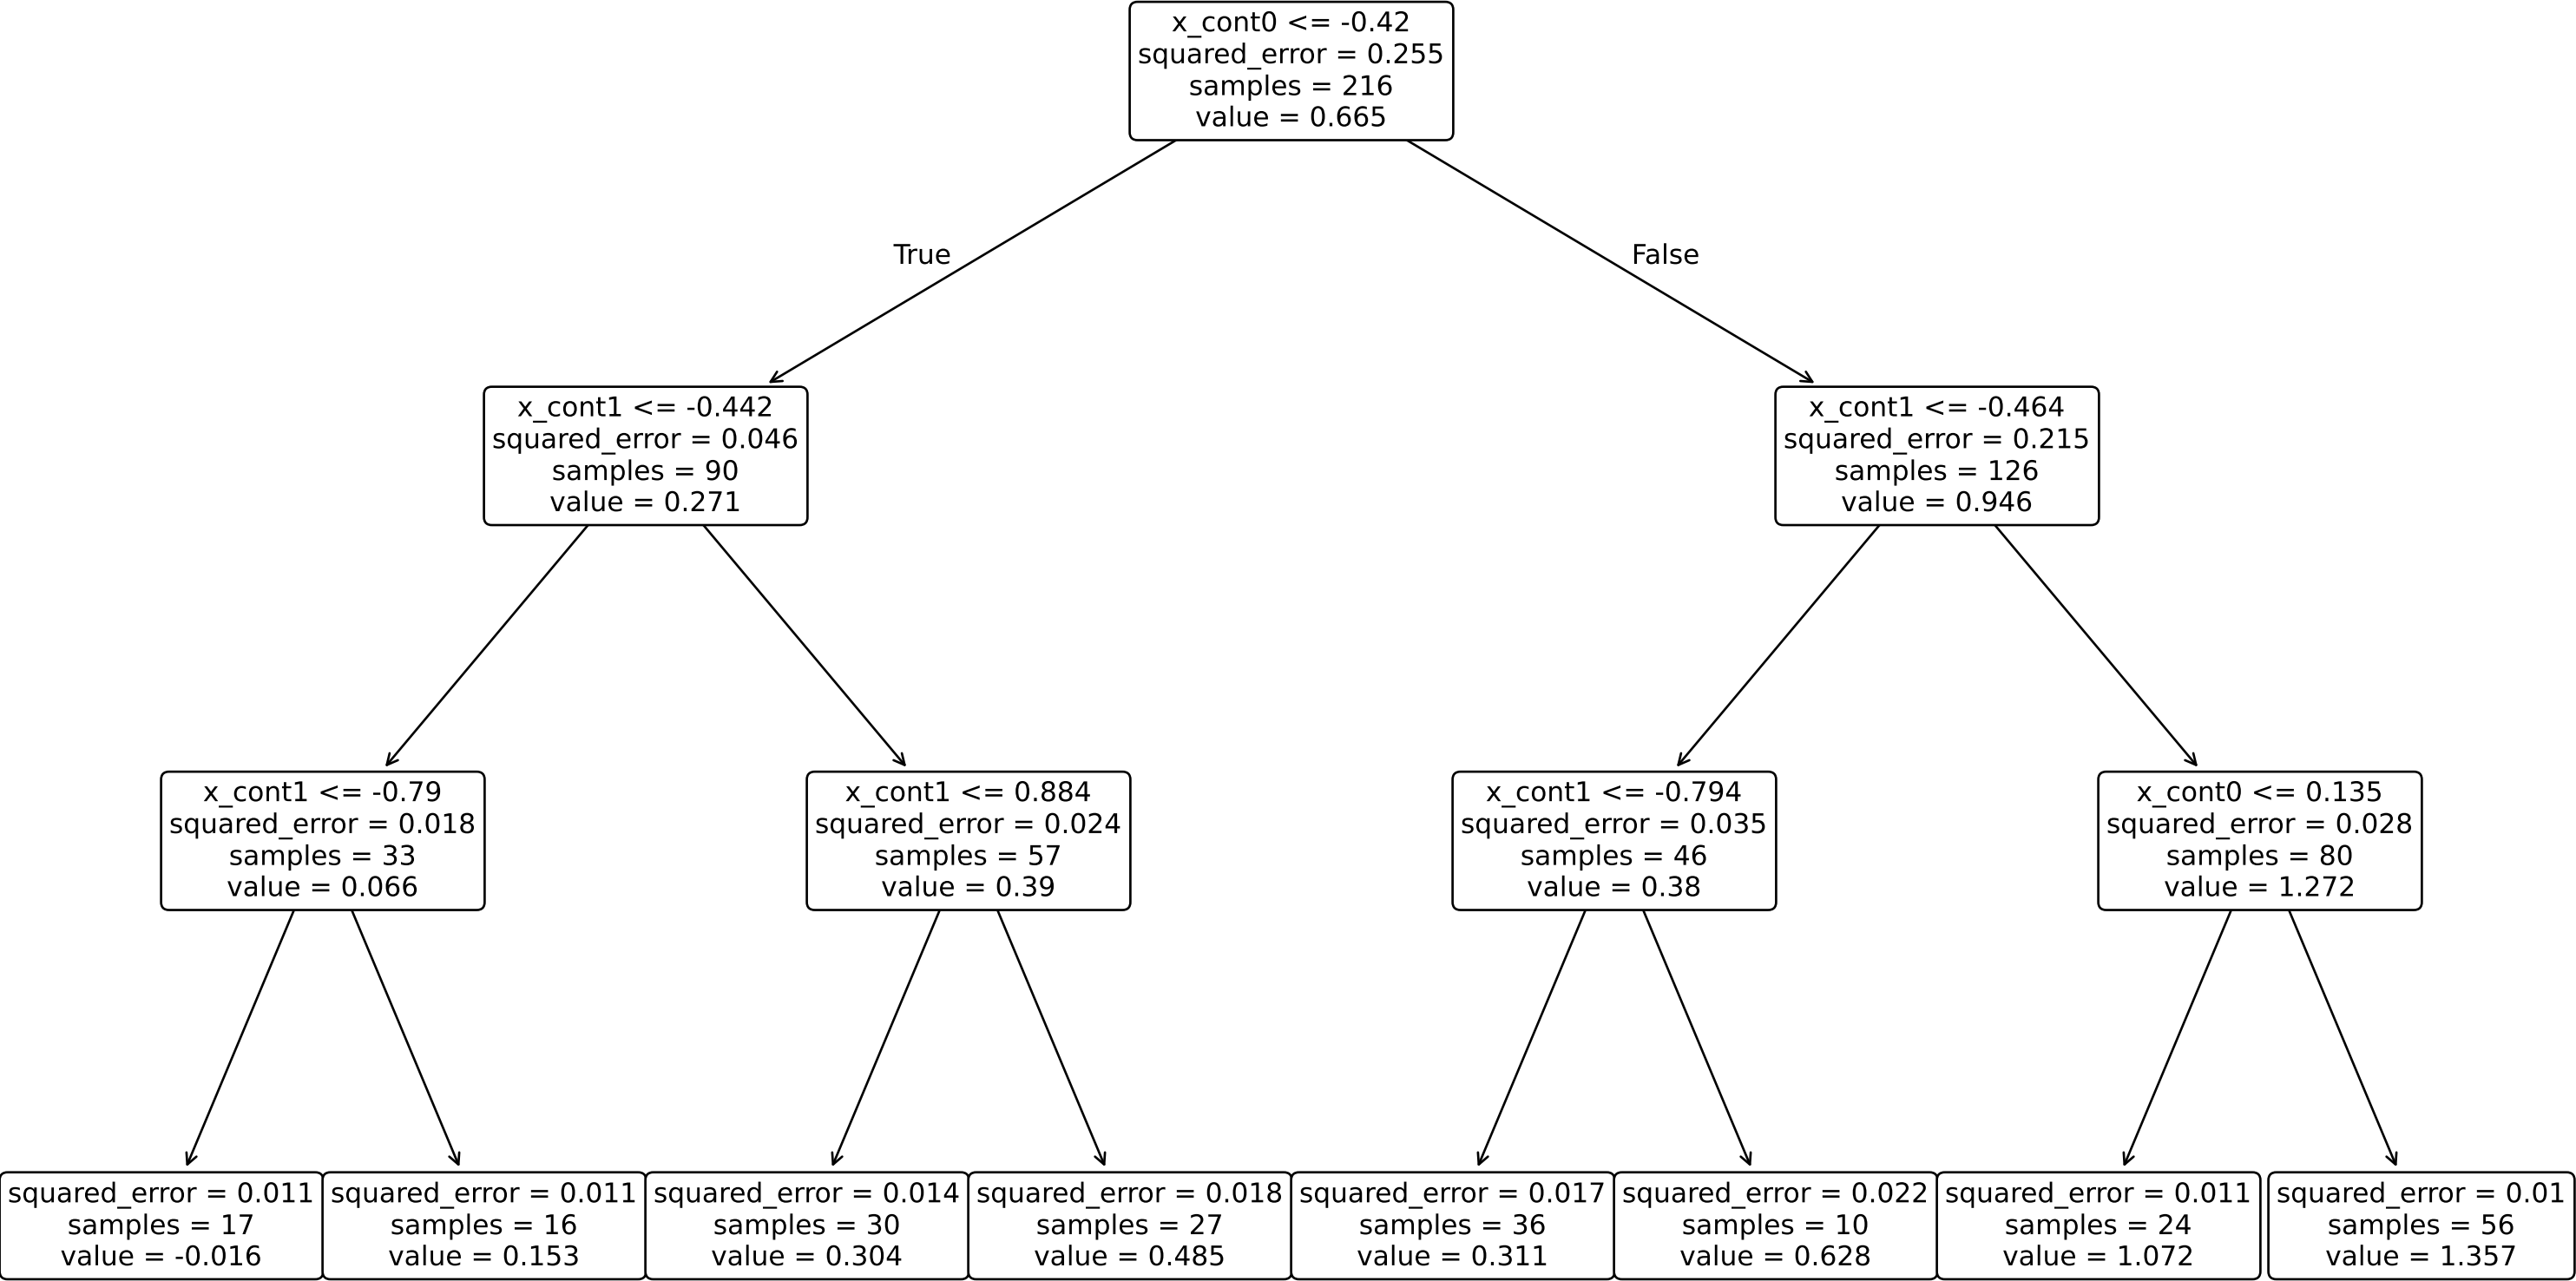 x_cont0 <= -0.42
squared_error = 0.255
samples = 216
value = 0.665
True
False
x_cont1 <= -0.442
squared_error = 0.046
samples = 90
value = 0.271
x_cont1 <= -0.464
squared_error = 0.215
samples = 126
value = 0.946
x_cont1 <= -0.79
squared_error = 0.018
samples = 33
value = 0.066
x_cont1 <= 0.884
squared_error = 0.024
samples = 57
value = 0.39
x_cont1 <= -0.794
squared_error = 0.035
samples = 46
value = 0.38
x_cont0 <= 0.135
squared_error = 0.028
samples = 80
value = 1.272
squared_error = 0.011
samples = 17
value = -0.016
squared_error = 0.011
samples = 16
value = 0.153
squared_error = 0.014
samples = 30
value = 0.304
squared_error = 0.018
samples = 27
value = 0.485
squared_error = 0.017
samples = 36
value = 0.311
squared_error = 0.022
samples = 10
value = 0.628
squared_error = 0.011
samples = 24
value = 1.072
squared_error = 0.01
samples = 56
value = 1.357